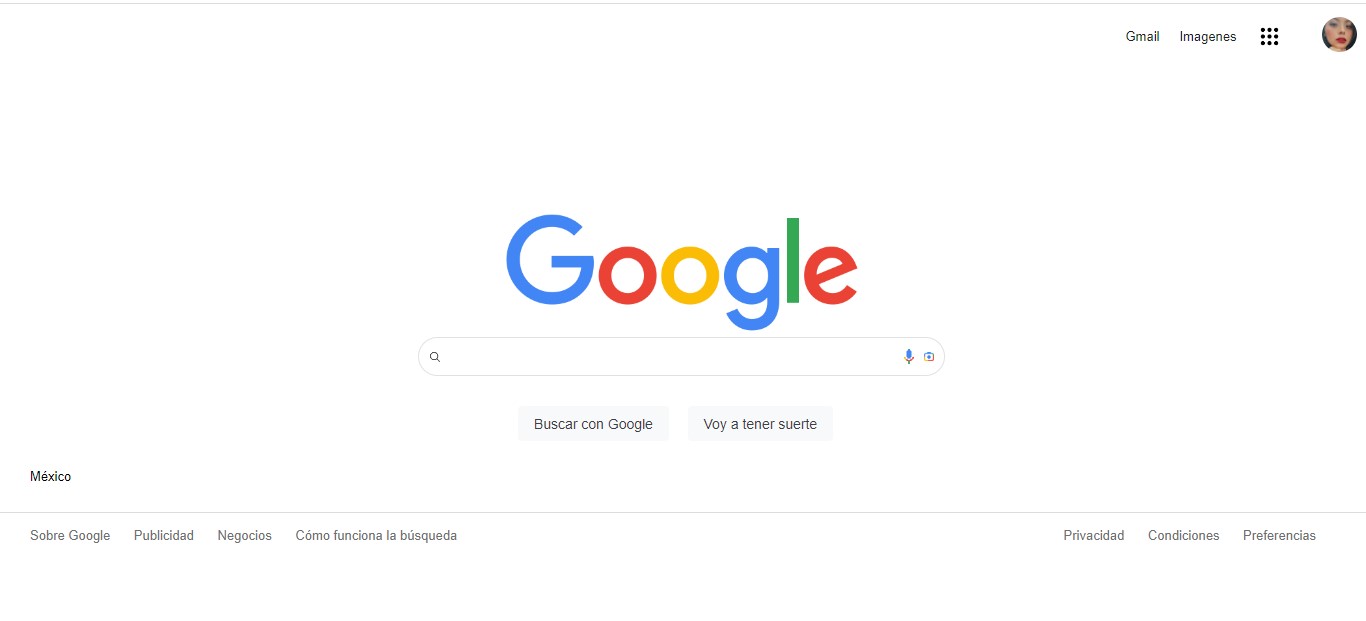 Gmail Imagenes
Google
Buscar con Google Voy a tener suerte
México
Sobre Google Publicidad Negocios Cómo funciona la búsqueda Privacidad Condiciones Preferencias